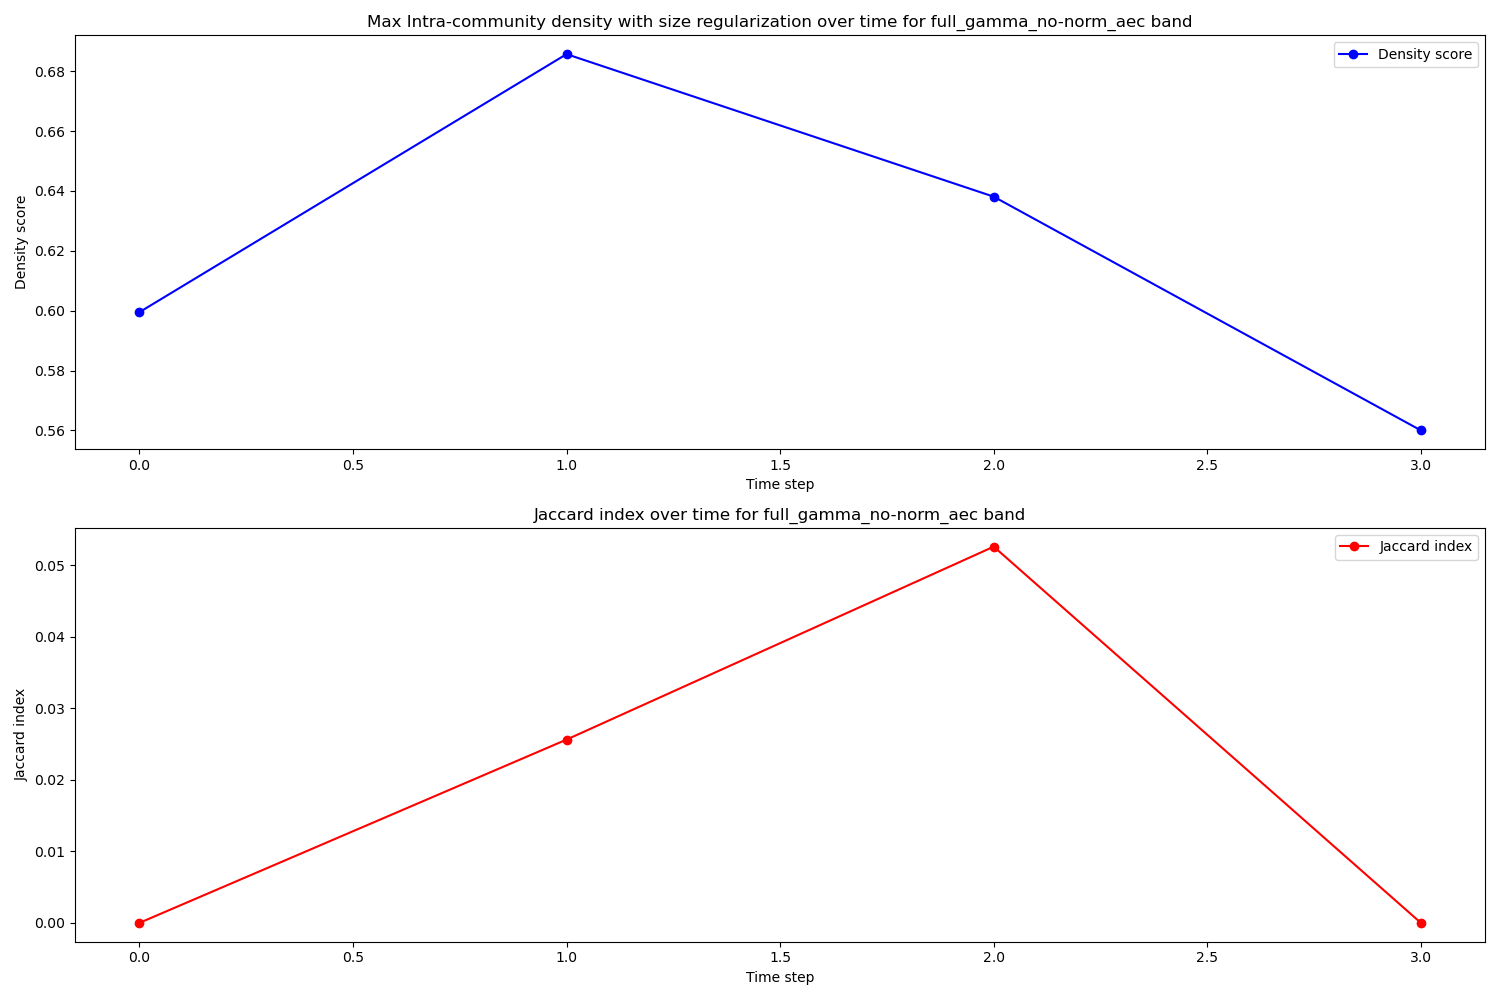 Max Intra-community density with size regularization over time for full_gamma_no-norm_aec band
Density score
0.68
0.66
0.64
0.62
0.60
0.58
0.56
Density score
0.0 0.5 1.0 1.5 2.0 2.5 3.0
Time step
Jaccard index over time for full_gamma_no-norm_aec band
Jaccard index
0.05
0.04
0.03
0.02
0.01
0.00
Jaccard index
0.0 0.5 1.0 1.5 2.0 2.5 3.0
Time step